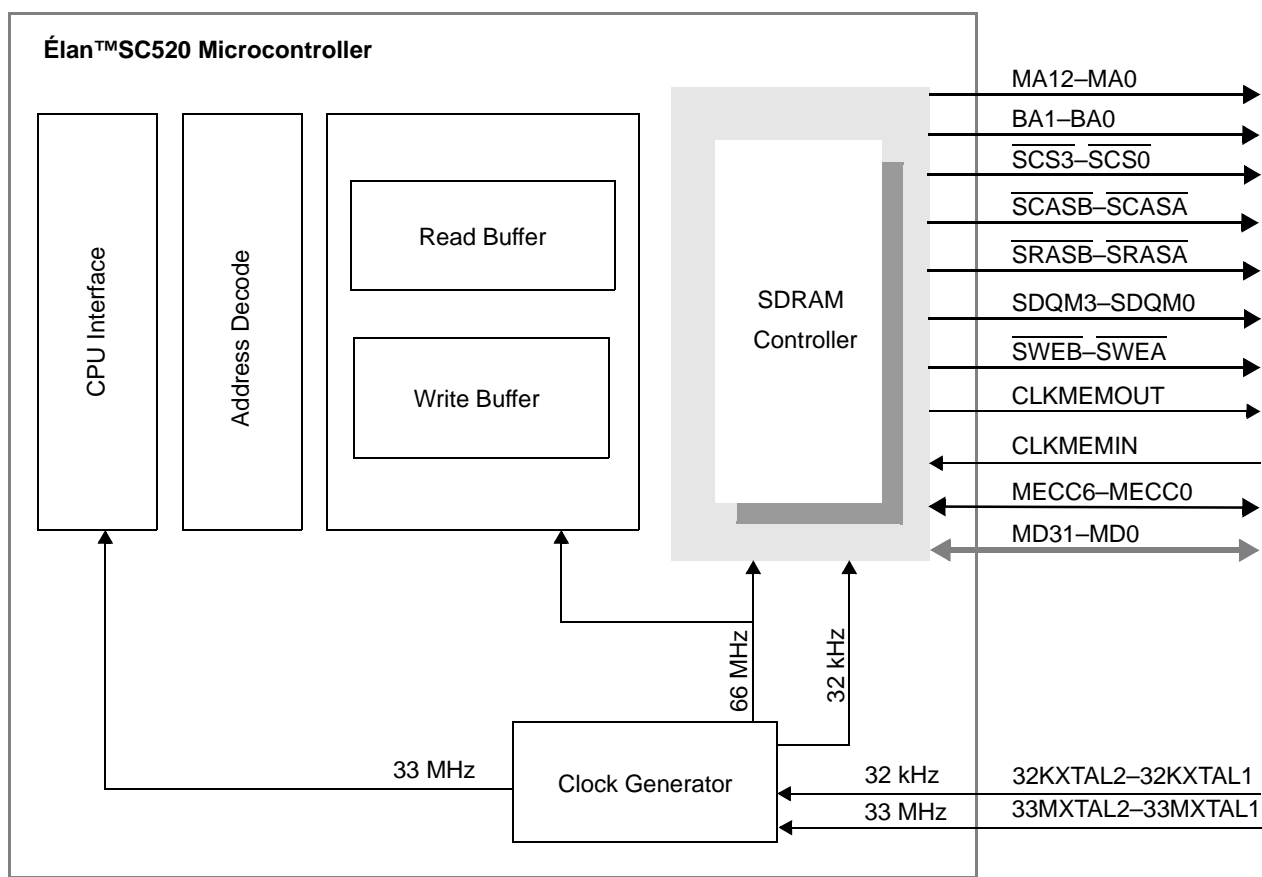 Élan™SC520 Microcontroller
CPU Interface
Address Decode
Read Buffer
Write Buffer
SDRAM
Controller
MA12–MA0
BA1–BA0
SCS3–SCS0
SCASB–SCASA
SRASB–SRASA
SDQM3–SDQM0
SWEB–SWEA
CLKMEMOUT
CLKMEMIN
MECC6–MECC0
MD31–MD0
66 MHz
32 kHz
33 MHz
Clock Generator
32 kHz
32KXTAL2–32KXTAL1
33 MHz
33MXTAL2–33MXTAL1